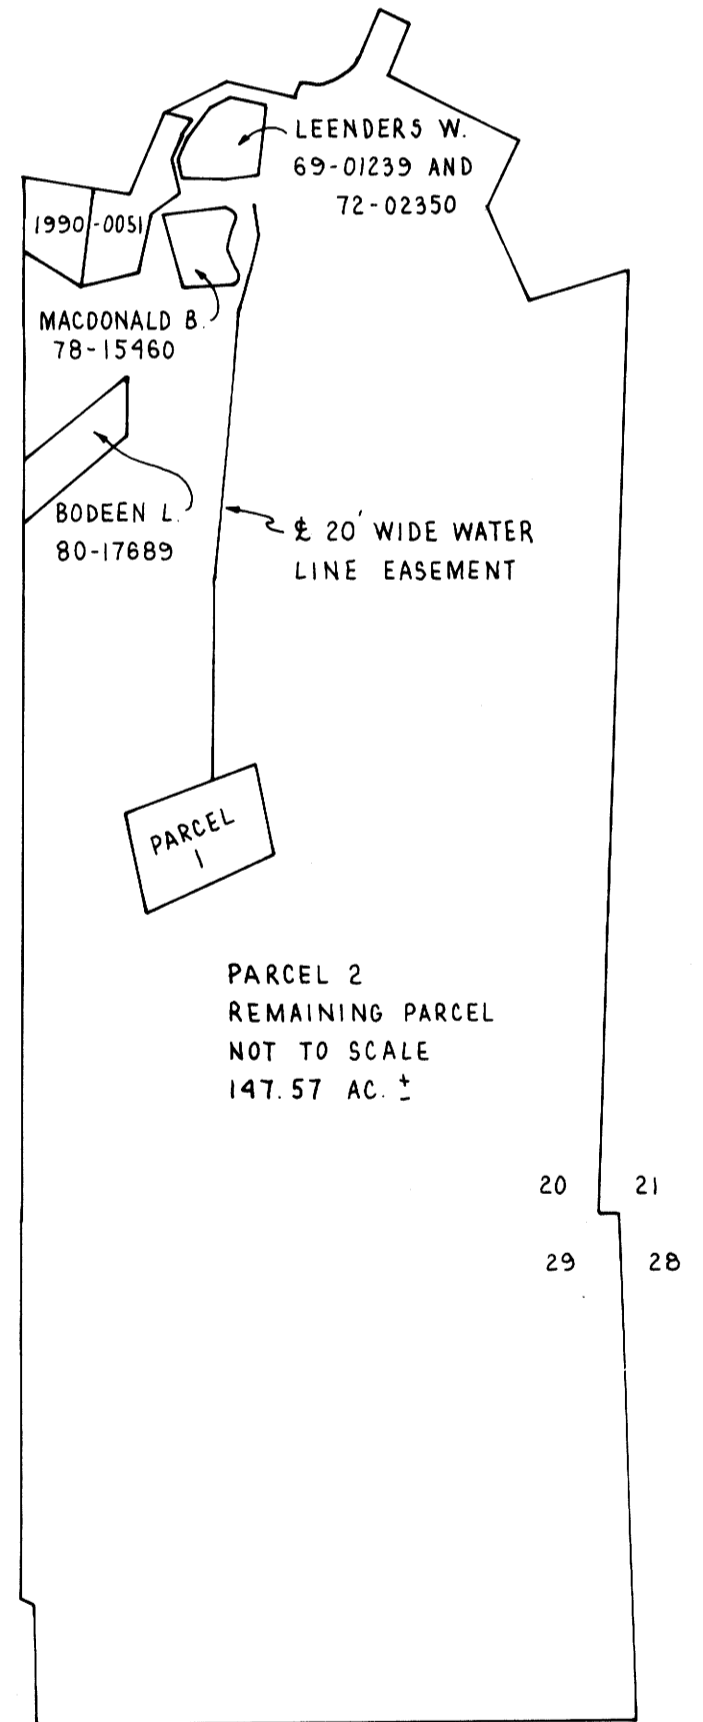 LEENDERS W.
69-01239 AND
72-02350
1990-0051
MACDONALD B.
78-15460
BODEEN L.
80-17689
℄ 20' WIDE WATER
LINE EASEMENT
PARCEL
1
PARCEL 2
REMAINING PARCEL
NOT TO SCALE
147.57 AC. ±
20 21
29 28